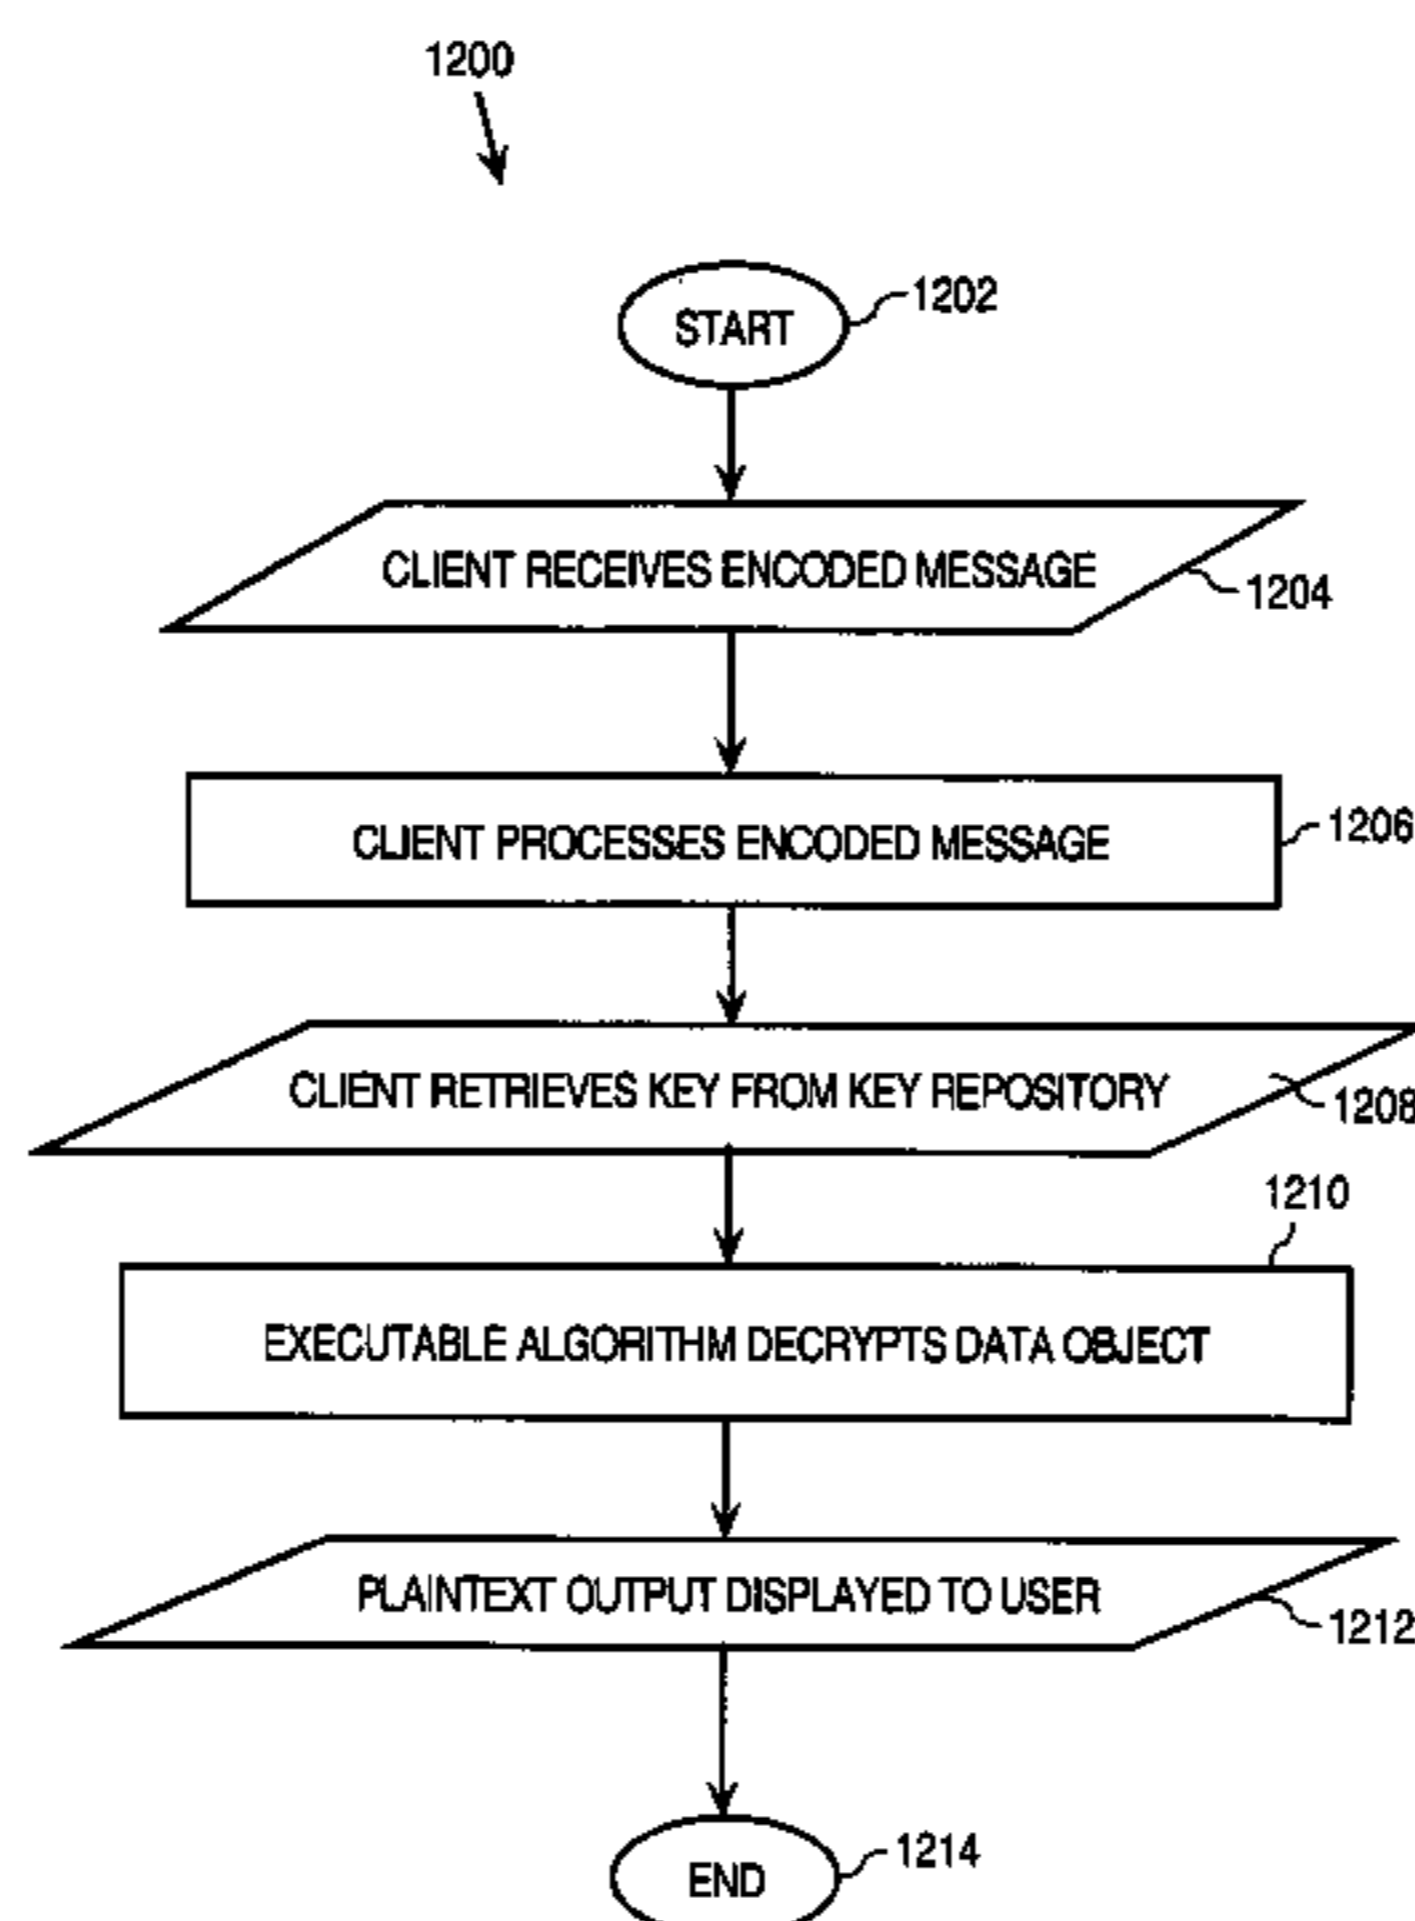 1200
START
1202
CLIENT RECEIVES ENCODED MESSAGE
1204
CLIENT PROCESSES ENCODED MESSAGE
1206
CLIENT RETRIEVES KEY FROM KEY REPOSITORY
1208
1210
EXECUTABLE ALGORITHM DECRYPTS DATA OBJECT
PLAINTEXT OUTPUT DISPLAYED TO USER
1212
END
1214